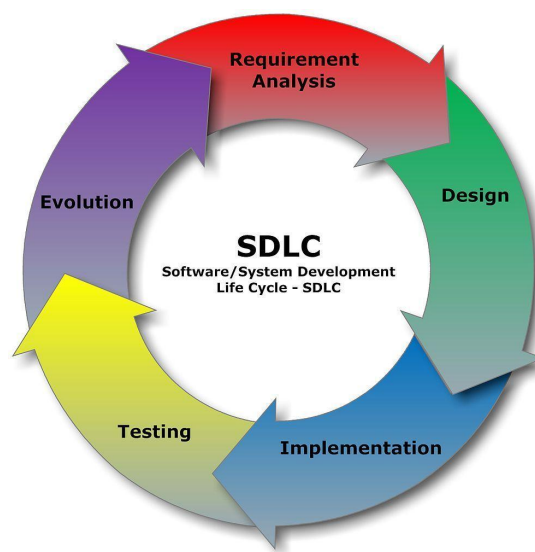 Requirement
Analysis
Design
Evolution
SDLC
Software/System Development
Life Cycle - SDLC
Testing
Implementation